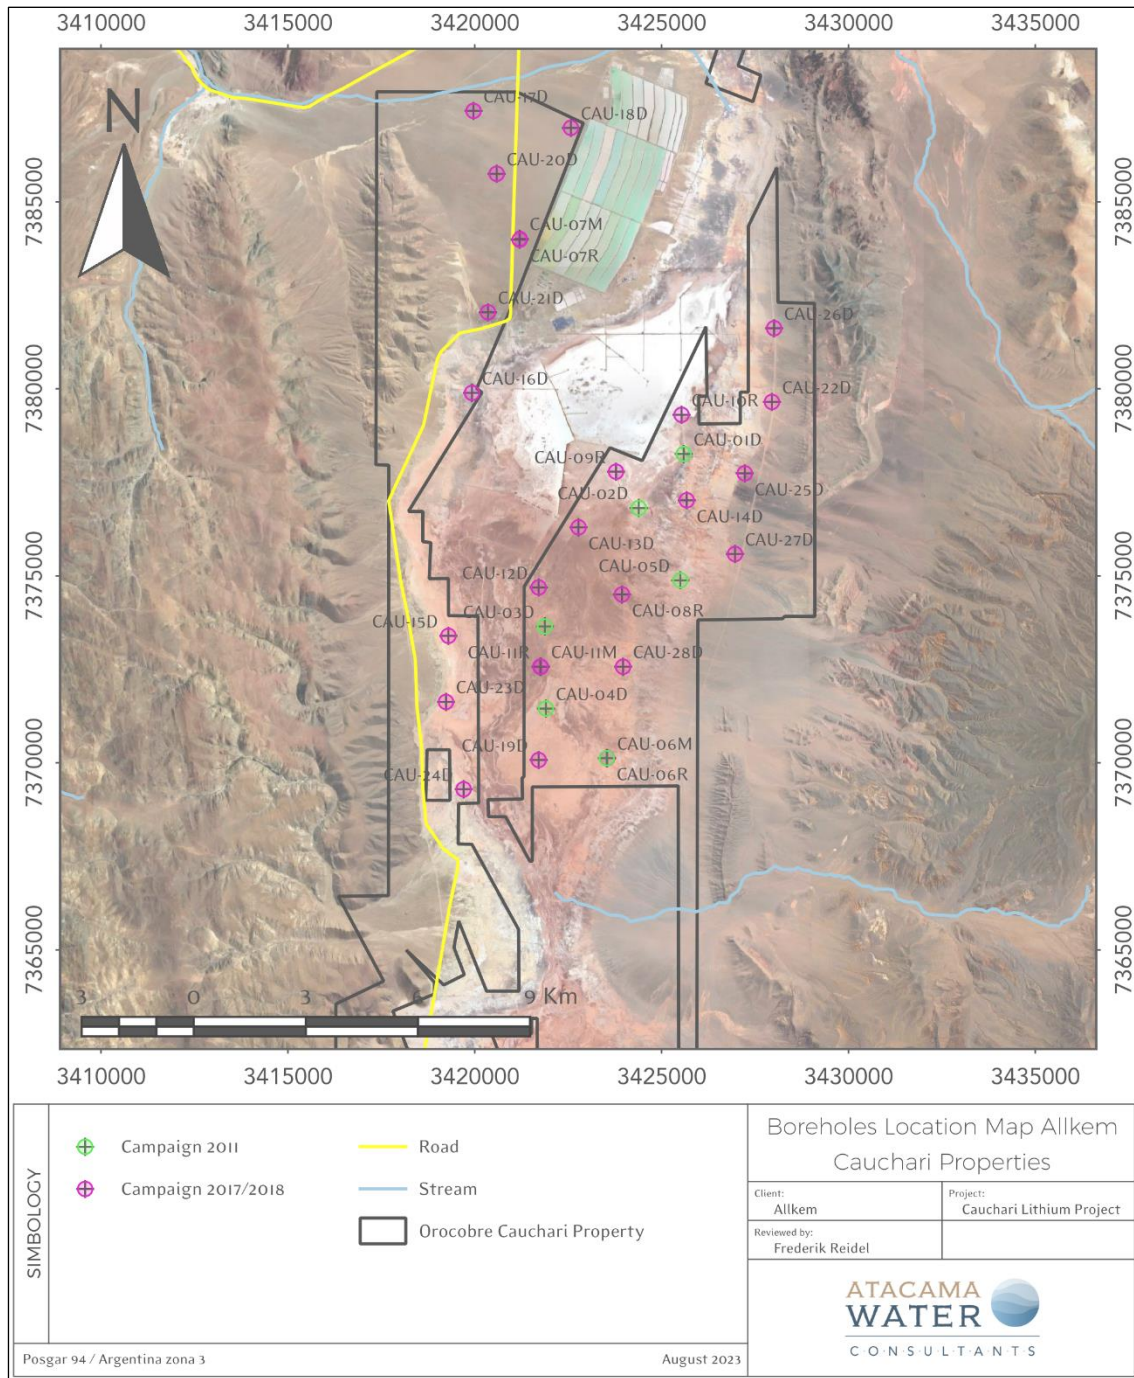 3410000 3415000 3420000 3425000 3430000 3435000
N
CAU-17D
CAU-18D
CAU-20D
7385000
7385000
CAU-07M
CAU-07R
CAU-21D
CAU-26D
7380000
7380000
CAU-16D
CAU-22D
CAU-10R
CAU-01D
CAU-09R
CAU-02D
CAU-25D
CAU-14D
CAU-13D
CAU-27D
7375000
7375000
CAU-12D
CAU-05D
CAU-03D
CAU-08R
CAU-15D
CAU-11R
CAU-11M
CAU-28D
CAU-23D
CAU-04D
7370000
7370000
CAU-19D
CAU-06M
CAU-24D
CAU-06R
7365000
7365000
3 0 3 6 9 Km
3410000 3415000 3420000 3425000 3430000 3435000
SIMBOLOGY
Campaign 2011
Campaign 2017/2018
Road
Stream
Orocobre Cauchari Property
Boreholes Location Map Allkem
Cauchari Properties
Client:
Allkem
Project:
Cauchari Lithium Project
Reviewed by:
Frederik Reidel
ATACAMA
WATER
C·O·N·S·U·L·T·A·N·T·S
Posgar 94 / Argentina zona 3
August 2023